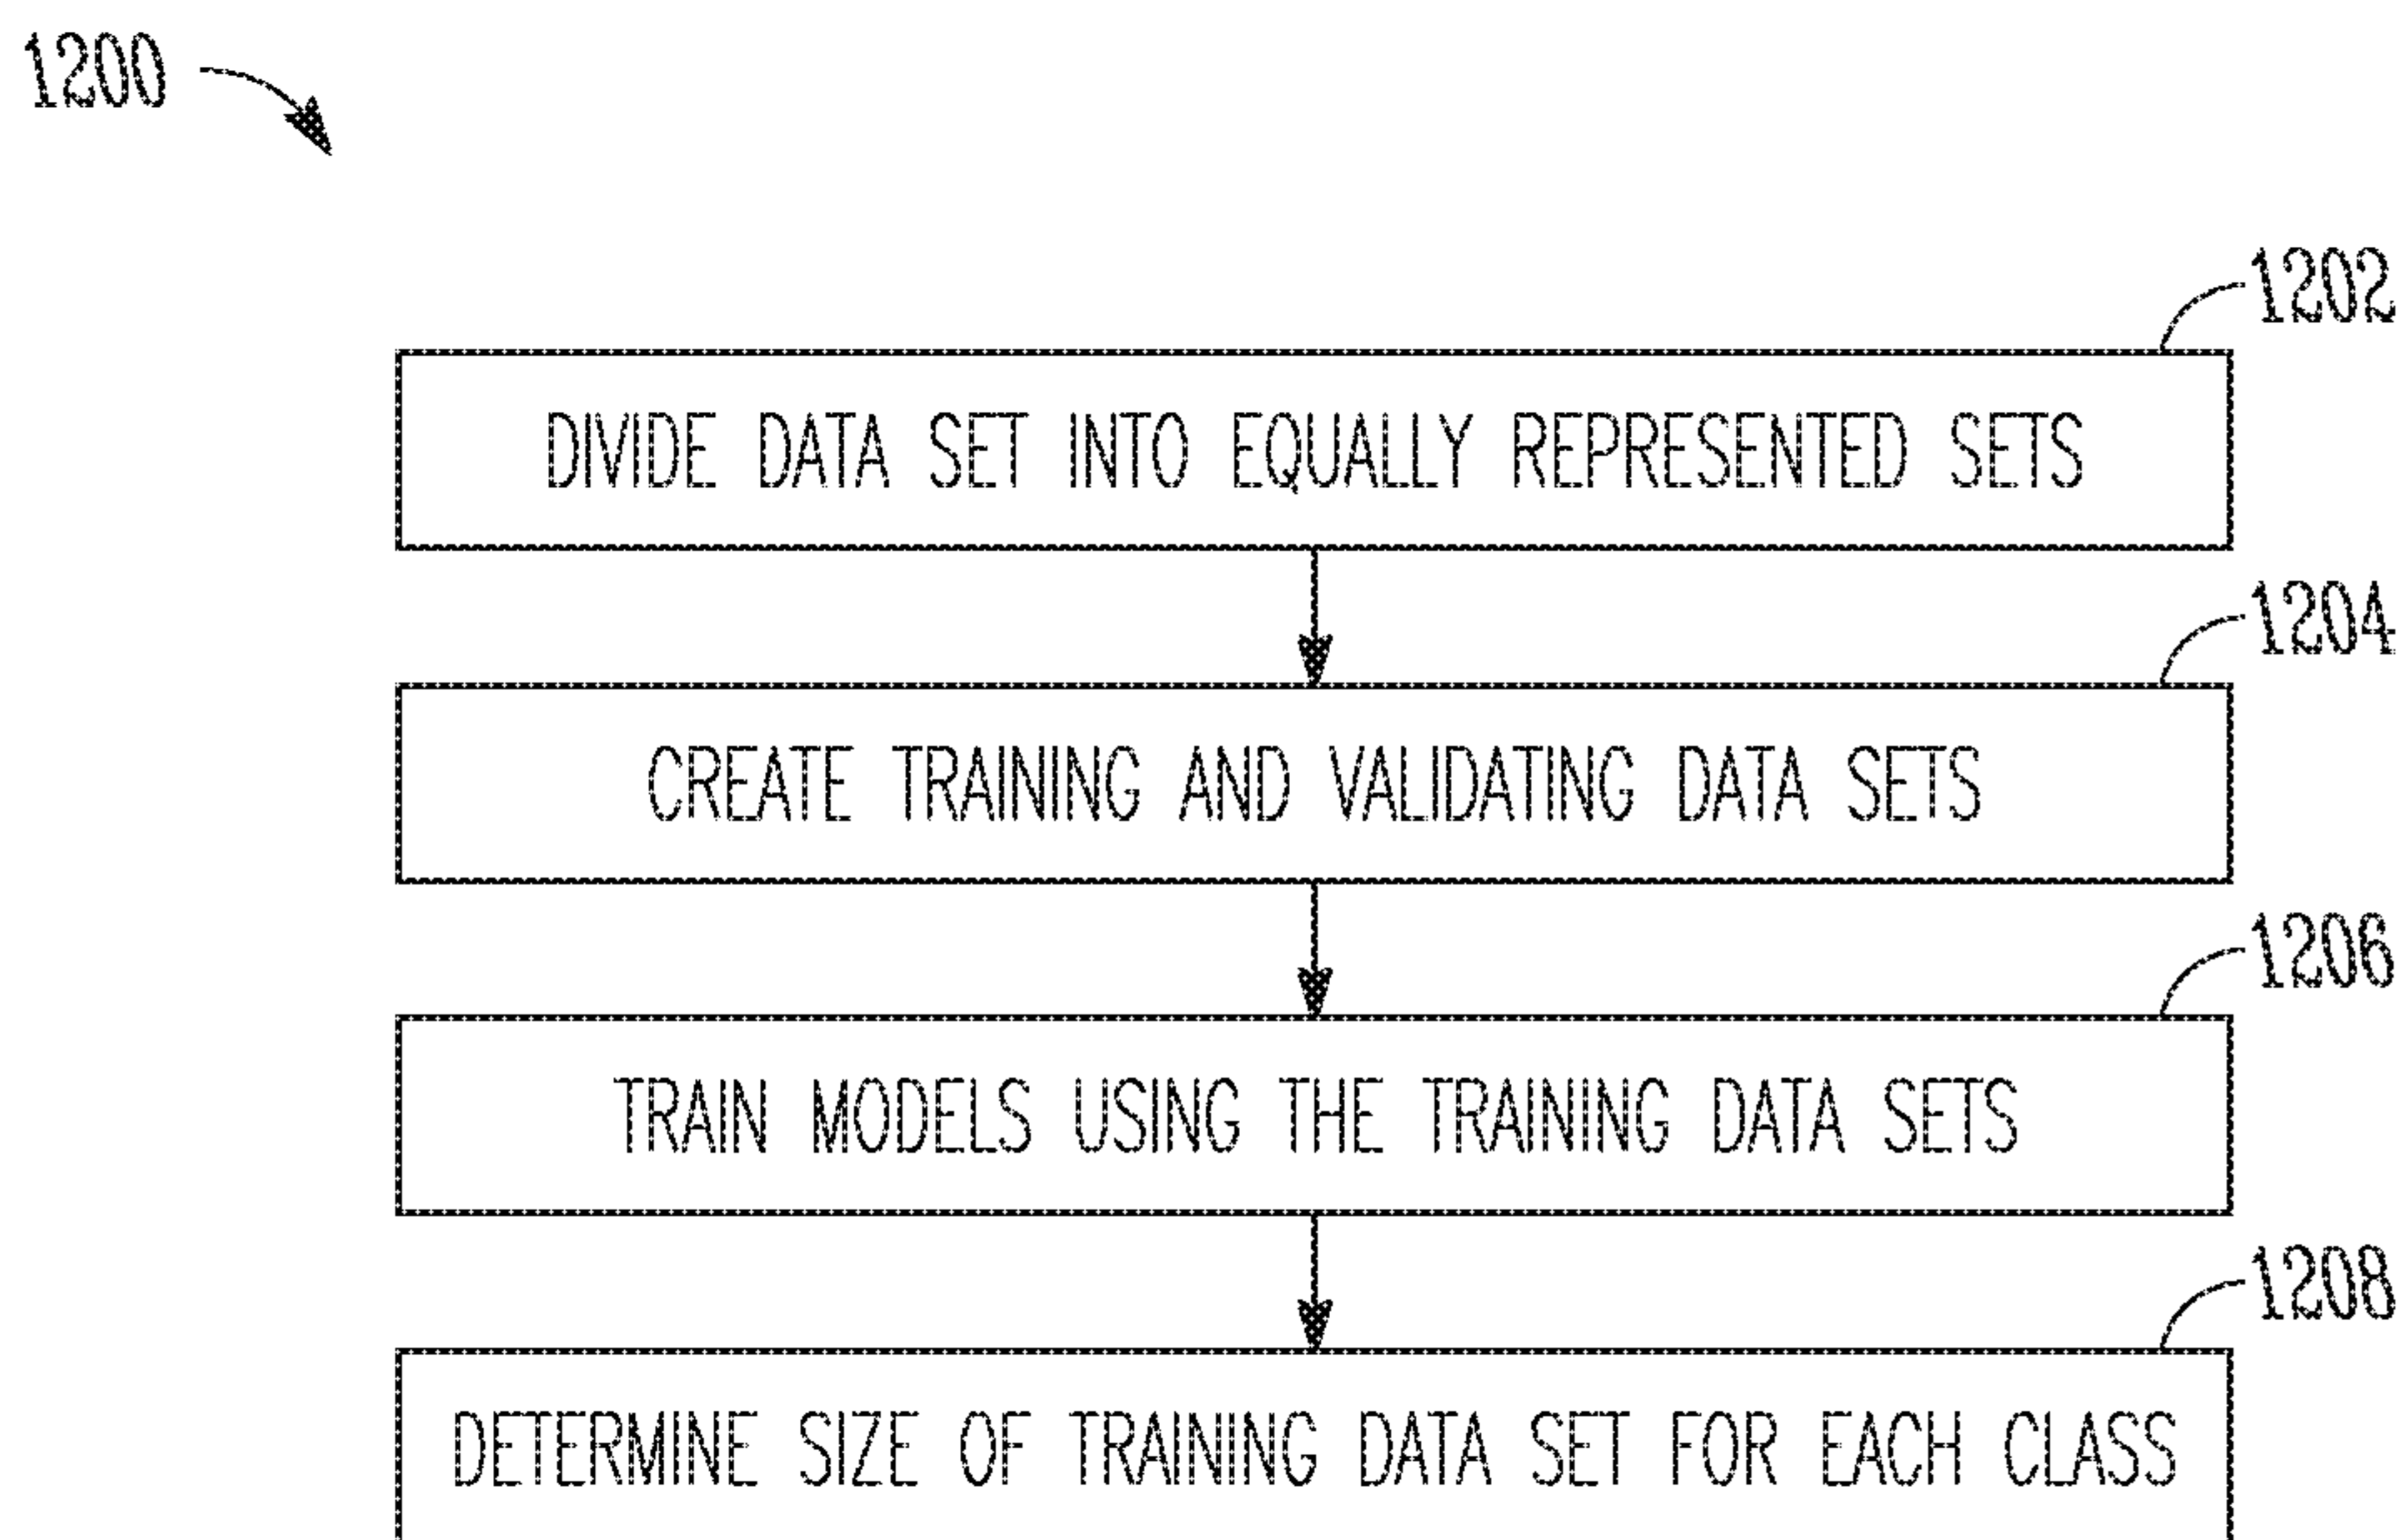 1200
1202
DIVIDE DATA SET INTO EQUALLY REPRESENTED SETS
1204
CREATE TRAINING AND VALIDATING DATA SETS
1206
TRAIN MODELS USING THE TRAINING DATA SETS
1208
DETERMINE SIZE OF TRAINING DATA SET FOR EACH CLASS